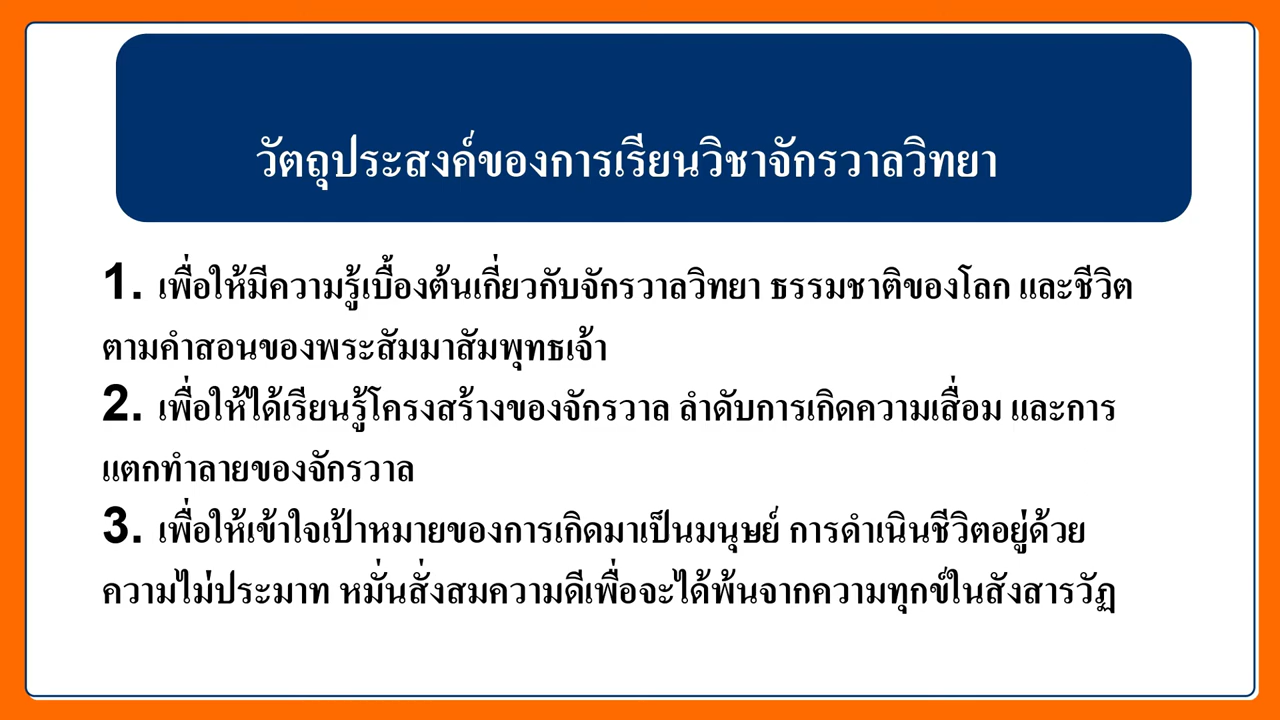 วัตถุประสงค์ของการเรียนวิชาจักรวาลวิทยา
1. เพื่อให้มีความรู้เบื้องต้นเกี่ยวกับจักรวาลวิทยา ธรรมชาติของโลก และชีวิต
ตามคำสอนของพระสัมมาสัมพุทธเจ้า
2. เพื่อให้ได้เรียนรู้โครงสร้างของจักรวาล ลำดับการเกิดความเสื่อม และการ
แตกทำลายของจักรวาล
3. เพื่อให้เข้าใจเป้าหมายของการเกิดมาเป็นมนุษย์ การดำเนินชีวิตอยู่ด้วย
ความไม่ประมาท หมั่นสั่งสมความดีเพื่อจะได้พ้นจากความทุกข์ในสังสารวัฏ